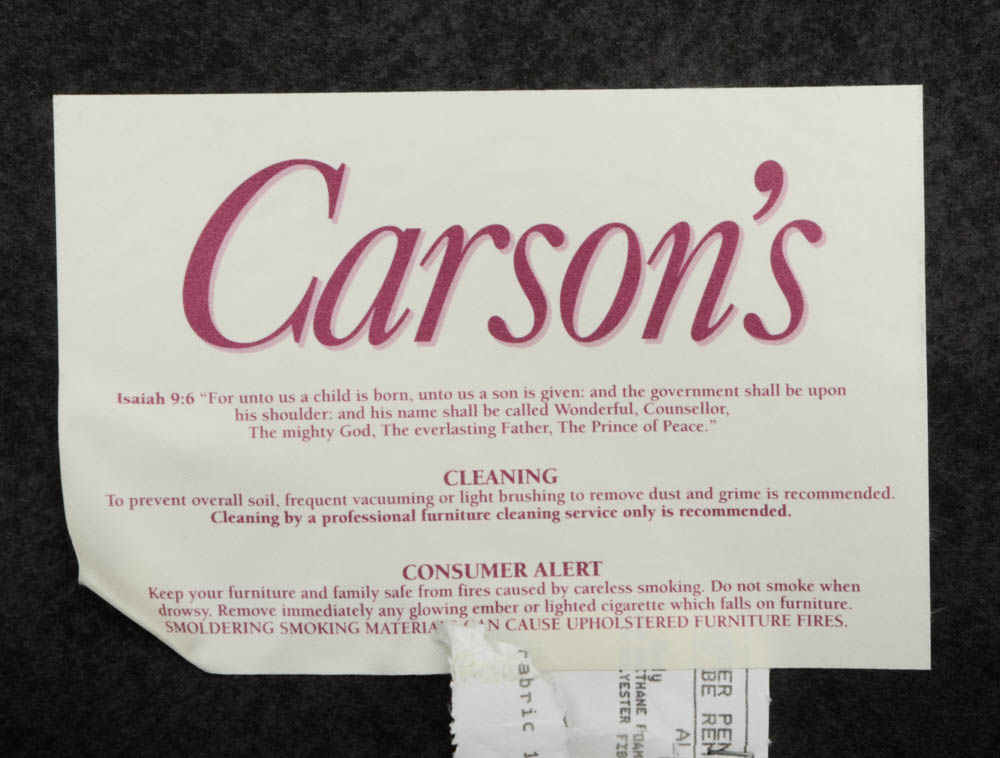 Carson's
Isaiah 9:6 “For unto us a child is born, unto us a son is given: and the government shall be upon
his shoulder: and his name shall be called Wonderful, Counsellor,
The mighty God, The everlasting Father, The Prince of Peace.”
CLEANING
To prevent overall soil, frequent vacuuming or light brushing to remove dust and grime is recommended.
Cleaning by a professional furniture cleaning service only is recommended.
CONSUMER ALERT
Keep your furniture and family safe from fires caused by careless smoking. Do not smoke when
drowsy. Remove immediately any glowing ember or lighted cigarette which falls on furniture.
SMOLDERING SMOKING CAN CAUSE UPHOLSTERED FURNITURE FIRES.
FOAM